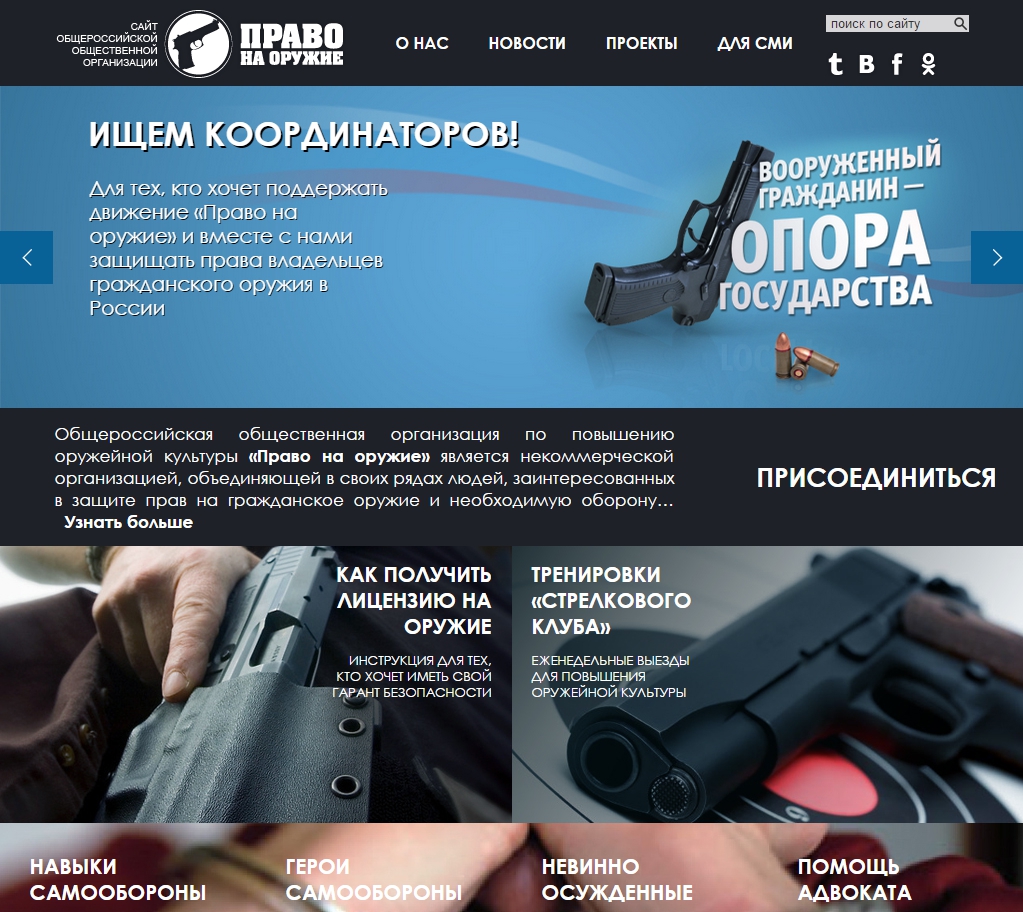 САЙТ
ОБЩЕРОССИЙСКОЙ
ОБЩЕСТВЕННОЙ
ОРГАНИЗАЦИИ
ПРАВО
НА ОРУЖИЕ
О НАС
НОВОСТИ
ПРОЕКТЫ
ДЛЯ СМИ
поиск по сайту
ИЩЕМ КООРДИНАТОРОВ!
Для тех, кто хочет поддержать
движение «Право на
оружие» и вместе с нами
защищать права владельцев
гражданского оружия в
России
ВООРУЖЕННЫЙ
ГРАЖДАНИН —
ОПОРА
ГОСУДАРСТВА
Общероссийская общественная организация по повышению
оружейной культуры «Право на оружие» является некоммерческой
организацией, объединяющей в своих рядах людей, заинтересованных
в защите прав на гражданское оружие и необходимую оборону...
Узнать больше
ПРИСОЕДИНИТЬСЯ
КАК ПОЛУЧИТЬ
ЛИЦЕНЗИЮ НА
ОРУЖИЕ
ИНСТРУКЦИЯ ДЛЯ ТЕХ,
КТО ХОЧЕТ ИМЕТЬ СВОЙ
ГАРАНТ БЕЗОПАСНОСТИ
ТРЕНИРОВКИ
«СТРЕЛКОВОГО
КЛУБА»
ЕЖЕНЕДЕЛЬНЫЕ ВЫЕЗДЫ
ДЛЯ ПОВЫШЕНИЯ
ОРУЖЕЙНОЙ КУЛЬТУРЫ
НАВЫКИ
САМООБОРОНЫ
ГЕРОИ
САМООБОРОНЫ
НЕВИННО
ОСУЖДЕННЫЕ
ПОМОЩЬ
АДВОКАТА